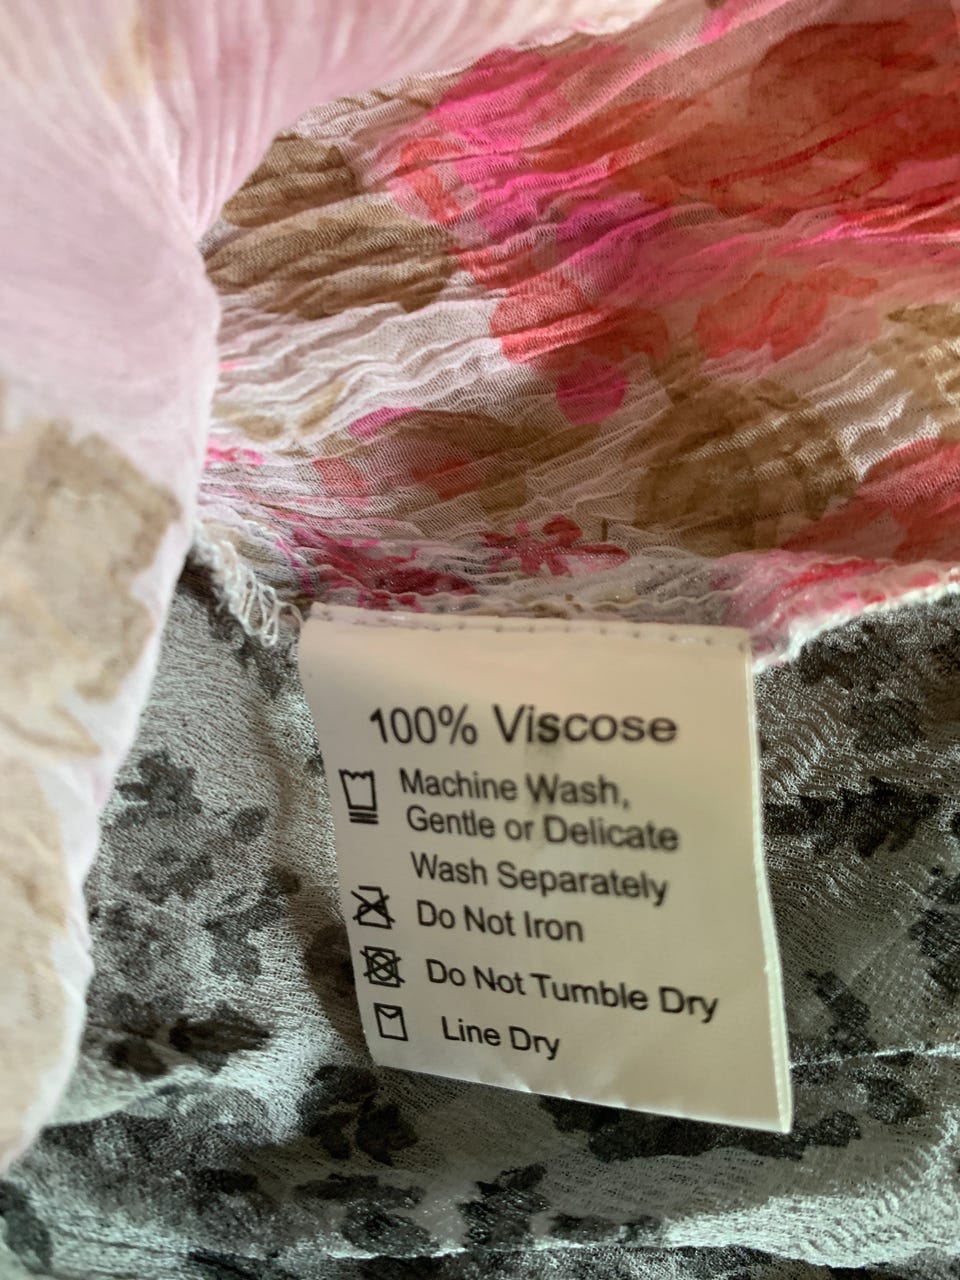 100% Viscose
Machine Wash,
Gentle or Delicate
Wash Separately
Do Not Iron
Do Not Tumble Dry
Line Dry